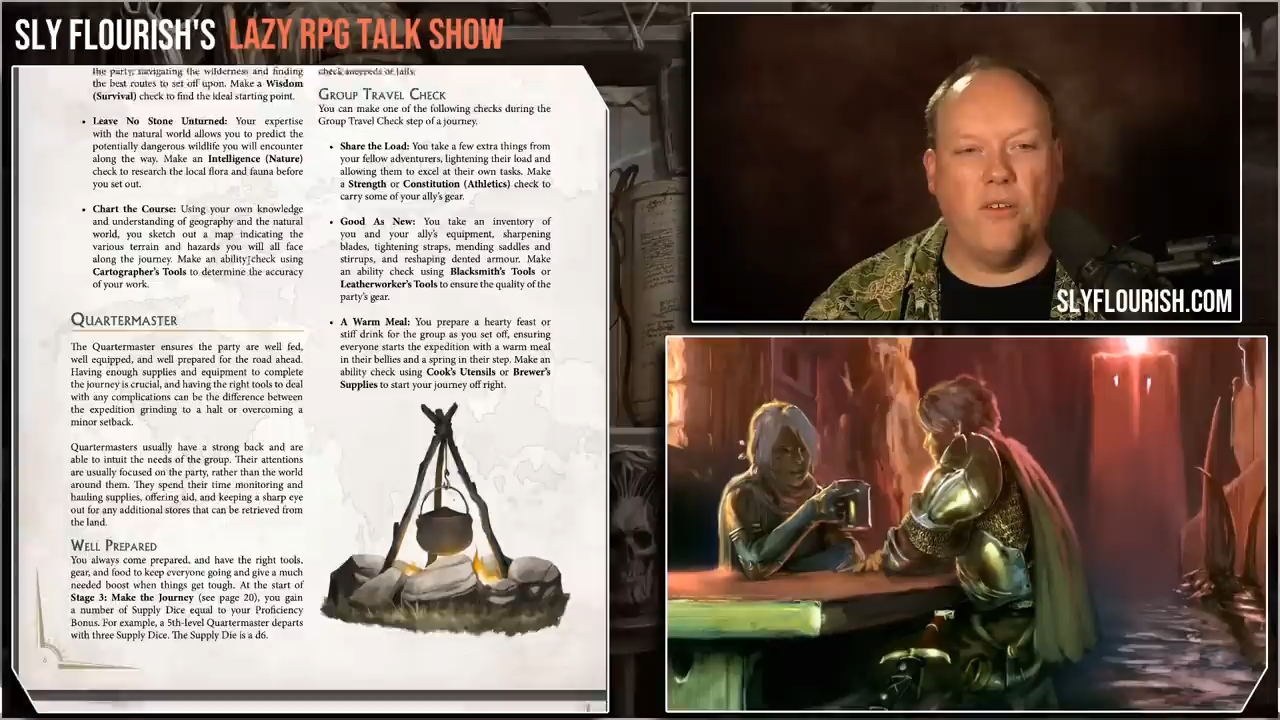 SLY FLOURISH'S LAZY RPG TALK SHOW
the party, navigating the wilderness and finding
the best routes to set off upon. Make a Wisdom
(Survival) check to find the ideal starting point.
• Leave No Stone Unturned: Your expertise
with the natural world allows you to predict the
potentially dangerous wildlife you will encounter
along the way. Make an Intelligence (Nature)
check to research the local flora and fauna before
you set out.
• Chart the Course: Using your own knowledge
and understanding of geography and the natural
world, you sketch out a map indicating the
various terrain and hazards you will all face
along the journey. Make an ability check using
Cartographer's Tools to determine the accuracy
of your work.
QUARTERMASTER
The Quartermaster ensures the party are well fed,
well equipped, and well prepared for the road ahead.
Having enough supplies and equipment to complete
the journey is crucial, and having the right tools to deal
with any complications can be the difference between
the expedition grinding to a halt or overcoming a
minor setback.
Quartermasters usually have a strong back and are
able to intuit the needs of the group. Their attentions
are usually focused on the party, rather than the world
around them. They spend their time monitoring and
hauling supplies, offering aid, and keeping a sharp eye
out for any additional stores that can be retrieved from
the land.
WELL PREPARED
You always come prepared, and have the right tools,
gear, and food to keep everyone going and give a much
needed boost when things get tough. At the start of
Stage 3: Make the Journey (see page 20), you gain
a number of Supply Dice equal to your Proficiency
Bonus. For example, a 5th-level Quartermaster departs
with three Supply Dice. The Supply Die is a d6.
GROUP TRAVEL CHECK
You can make one of the following checks during the
Group Travel Check step of a journey.
• Share the Load: You take a few extra things from
your fellow adventurers, lightening their load and
allowing them to excel at their own tasks. Make
a Strength or Constitution (Athletics) check to
carry some of your ally's gear.
• Good As New: You take an inventory of
you and your ally's equipment, sharpening
blades, tightening straps, mending saddles and
stirrups, and reshaping dented armour. Make
an ability check using Blacksmith's Tools or
Leatherworker's Tools to ensure the quality of the
party's gear.
• A Warm Meal: You prepare a hearty feast or
stiff drink for the group as you set off, ensuring
everyone starts the expedition with a warm meal
in their bellies and a spring in their step. Make an
ability check using Cook's Utensils or Brewer's
Supplies to start your journey off right.
SLYFLOURISH.COM